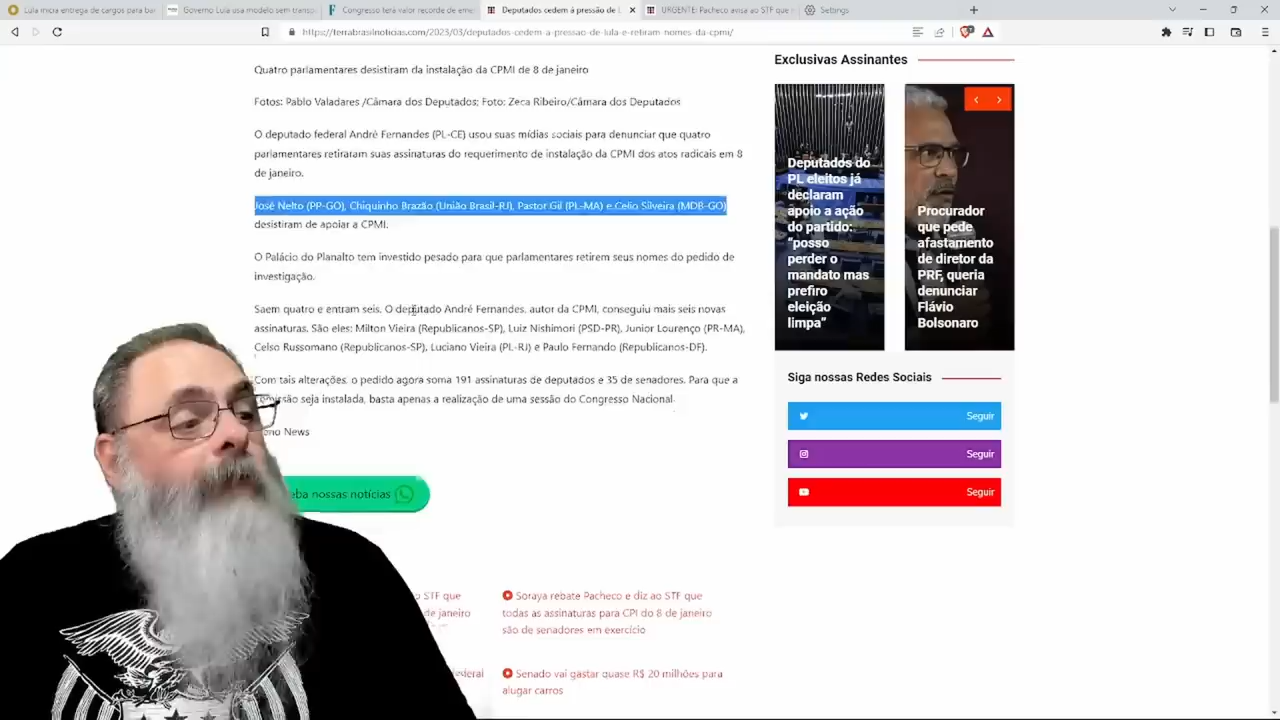 Lula micra entrega de cargos para bar
Governo Lula usa modelo sem transp
Congresso tera valor recorde de eme
Deputados cedem à pressão de L
URGENTE! Pacheco avisa ao STF que
Settings
https://terrabrasilnoticias.com/2023/03/deputados-cedem-a-pressao-de-lula-e-retiram-nomes-da-cpmi/
Quatro parlamentares desistiram da instalação da CPMI de 8 de janeiro
Fotos: Pablo Valadares /Câmara dos Deputados; Foto: Zeca Ribeiro/Câmara dos Deputados
O deputado federal André Fernandes (PL-CE) usou suas mídias sociais para denunciar que quatro
parlamentares retiraram suas assinaturas do requerimento de instalação da CPMI dos atos radicais em 8
de janeiro.
José Nelto (PP-GO), Chiquinho Brazão (União Brasil-RJ), Pastor Gil (PL-MA) e Celio Silveira (MDB-GO)
desistiram de apoiar a CPMI.
O Palácio do Planalto tem investido pesado para que parlamentares retirem seus nomes do pedido de
investigação.
Saem quatro e entram seis. O deputado André Fernandes, autor da CPMI, conseguiu mais seis novas
assinaturas. São eles: Milton Vieira (Republicanos-SP), Luiz Nishimori (PSD-PR), Junior Lourenço (PR-MA),
Celso Russomano (Republicanos-SP), Luciano Vieira (PL-RJ) e Paulo Fernando (Republicanos-DF).
Com tais alterações, o pedido agora soma 191 assinaturas de deputados e 35 de senadores. Para que a
missão seja instalada, basta apenas a realização de uma sessão do Congresso Nacional.
News
nossas notícias
STF que
de janeiro
ederal
Soraya rebate Pacheco e diz ao STF que
todas as assinaturas para CPI do 8 de janeiro
são de senadores em exercício
Senado vai gastar quase R$ 20 milhões para
alugar carros
Exclusivas Assinantes
Deputados do
PL eleitos já
declaram
apoio a ação
do partido:
“posso
perder o
mandato mas
prefiro
eleição
limpa”
Procurador
que pede
afastamento
de diretor da
PRF, queria
denunciar
Flávio
Bolsonaro
Siga nossas Redes Sociais
Seguir
Seguir
Seguir